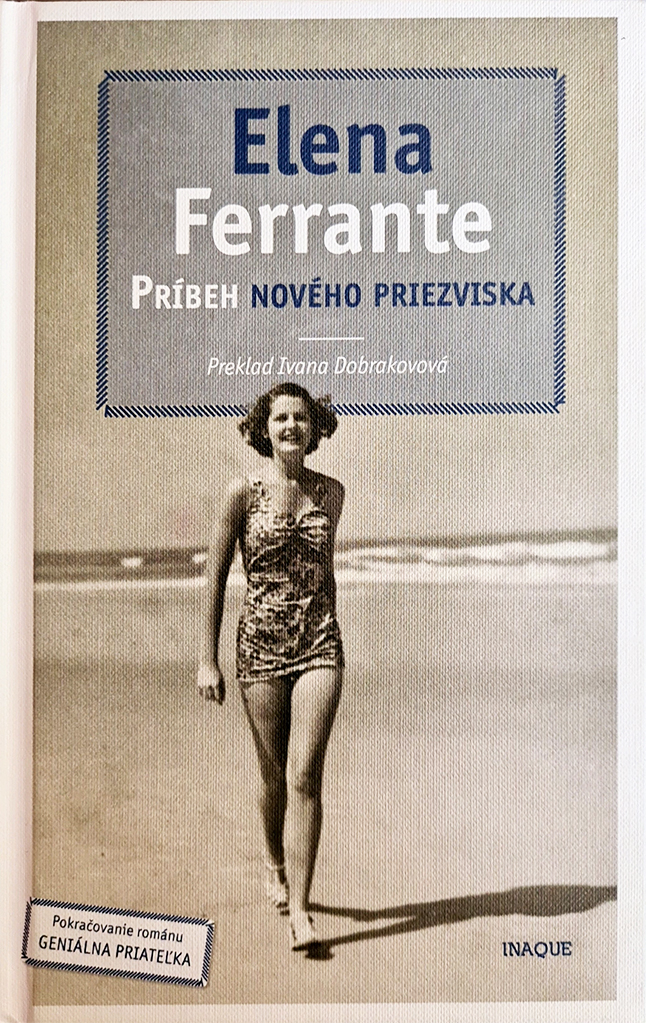 Elena
Ferrante
PRÍBEH NOVÉHO PRIEZVISKA
Preklad Ivana Dobrakovová
Pokračovanie románu
GENIÁLNA PRIATEĽKA
INAQUE